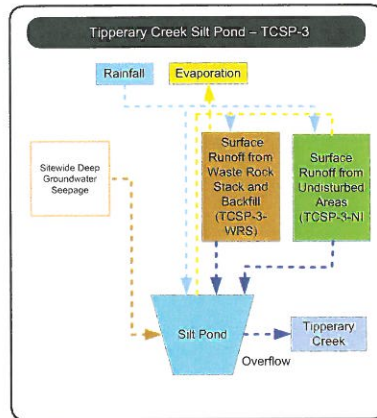 Tipperary Creek Silt Pond – TCSP-3
Rainfall
Evaporation
Sitewide Deep
Groundwater
Seepage
Surface
Runoff from
Waste Rock
Stack and
Backfill
(TCSP-3-
WRS)
Surface
Runoff from
Undisturbed
Areas
(TCSP-3-NI)
Silt Pond
Tipperary
Creek
Overflow